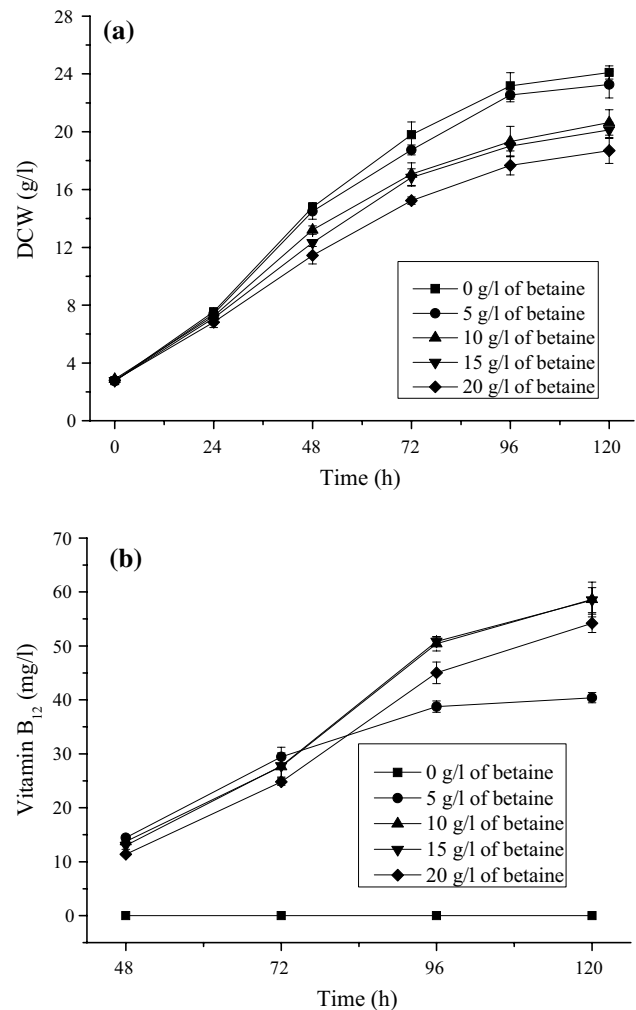 (a)
28
24
20
16
12
8
4
0
DCW (g/l)
0 g/l of betaine
5 g/l of betaine
10 g/l of betaine
15 g/l of betaine
20 g/l of betaine
0 24 48 72 96 120
Time (h)
(b)
70
60
50
40
30
20
10
0
Vitamin B₁₂ (mg/l)
0 g/l of betaine
5 g/l of betaine
10 g/l of betaine
15 g/l of betaine
20 g/l of betaine
48 72 96 120
Time (h)